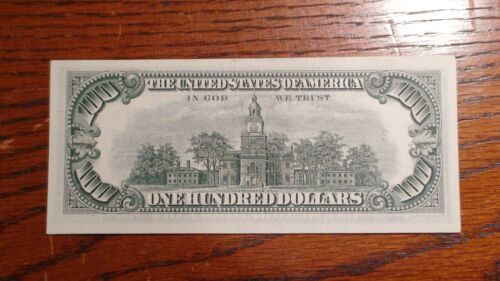 THE UNITED STATES OF AMERICA
IN GOD WE TRUST
100 100
100 100
ONE HUNDRED DOLLARS